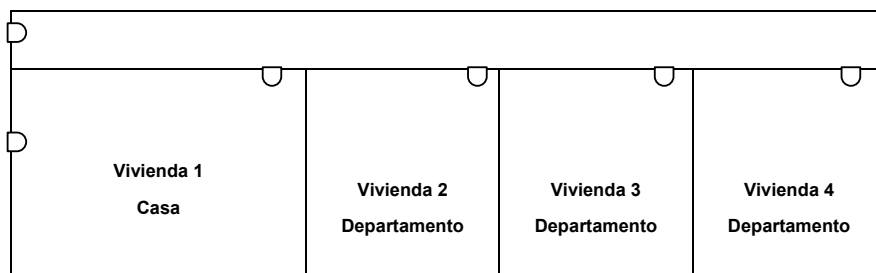 Vivienda 1
Casa
Vivienda 2
Departamento
Vivienda 3
Departamento
Vivienda 4
Departamento